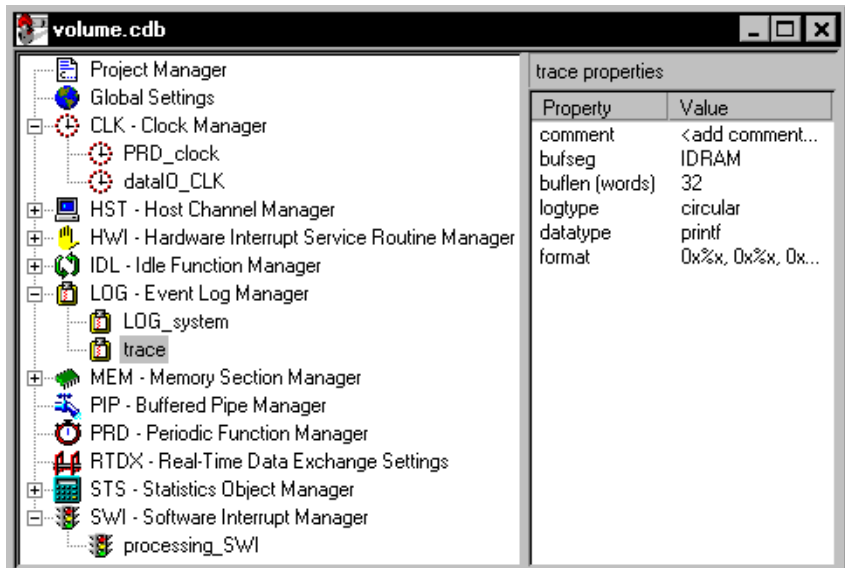 volume.cdb
Project Manager
Global Settings
CLK - Clock Manager
PRD_clock
dataIO_CLK
HST - Host Channel Manager
HWI - Hardware Interrupt Service Routine Manager
IDL - Idle Function Manager
LOG - Event Log Manager
LOG_system
trace
MEM - Memory Section Manager
PIP - Buffered Pipe Manager
PRD - Periodic Function Manager
RTDX - Real-Time Data Exchange Settings
STS - Statistics Object Manager
SWI - Software Interrupt Manager
processing_SWI
trace properties
Property Value
comment <add comment...
bufseg IDRAM
buflen (words) 32
logtype circular
datatype printf
format 0x%x, 0x%x, 0x...